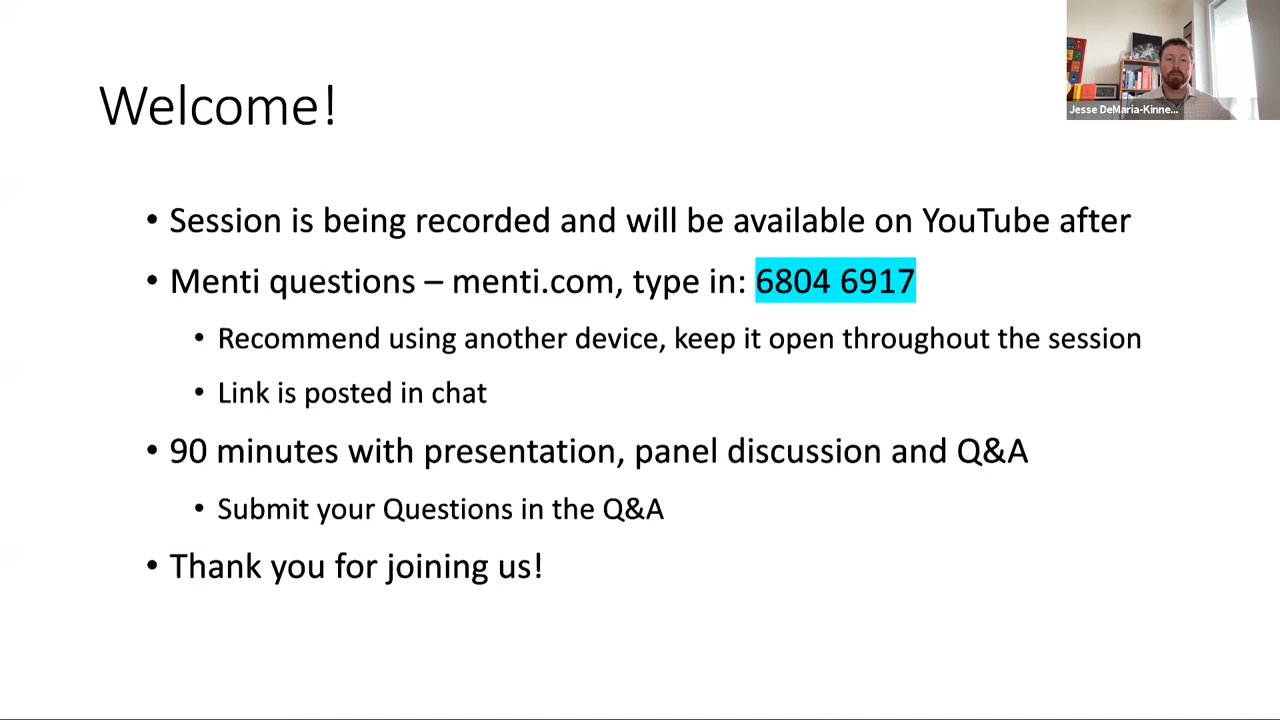 Welcome!
Jesse DeMaria-Kinne...
• Session is being recorded and will be available on YouTube after
• Menti questions – menti.com, type in: 6804 6917
• Recommend using another device, keep it open throughout the session
• Link is posted in chat
• 90 minutes with presentation, panel discussion and Q&A
• Submit your Questions in the Q&A
• Thank you for joining us!